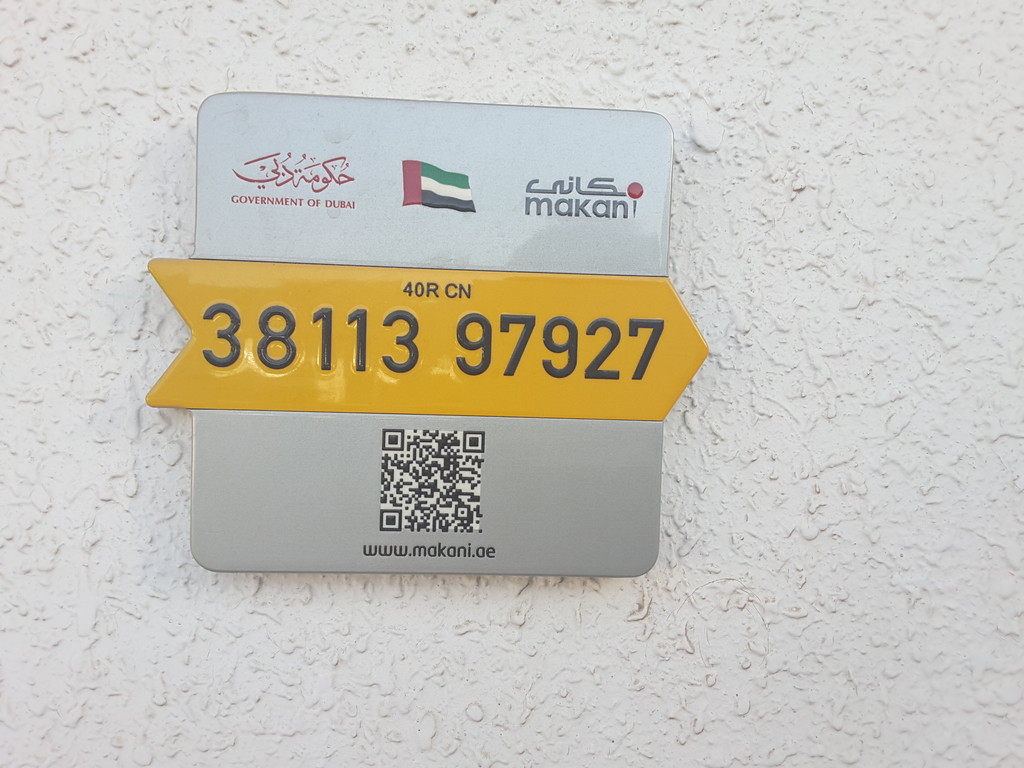 حكومة دبي
GOVERNMENT OF DUBAI
مكاني
makani
40R CN
38113 97927
www.makani.ae